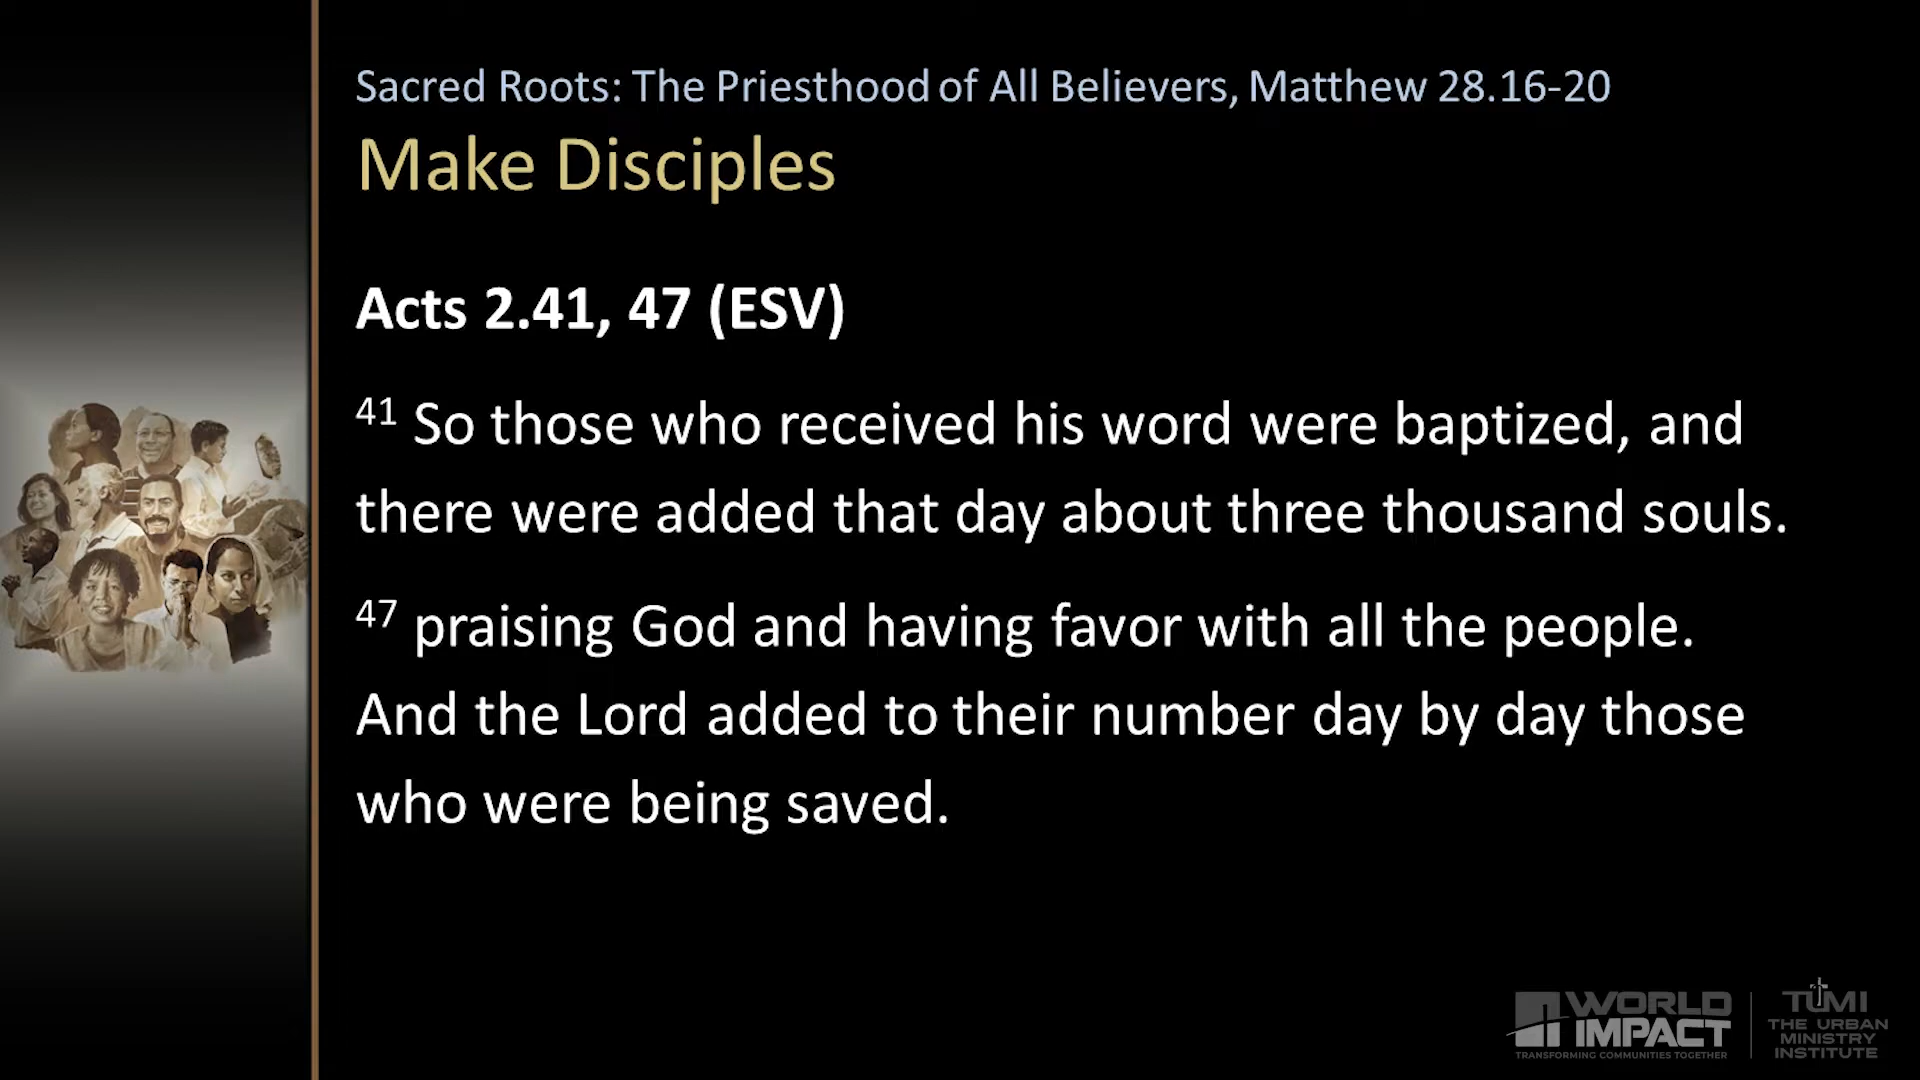 Sacred Roots: The Priesthood of All Believers, Matthew 28.16-20
Make Disciples
Acts 2.41, 47 (ESV)
41 So those who received his word were baptized, and
there were added that day about three thousand souls.
47 praising God and having favor with all the people.
And the Lord added to their number day by day those
who were being saved.
WORLD
IMPACT
TRANSFORMING COMMUNITIES TOGETHER
TUMI
THE URBAN
MINISTRY
INSTITUTE